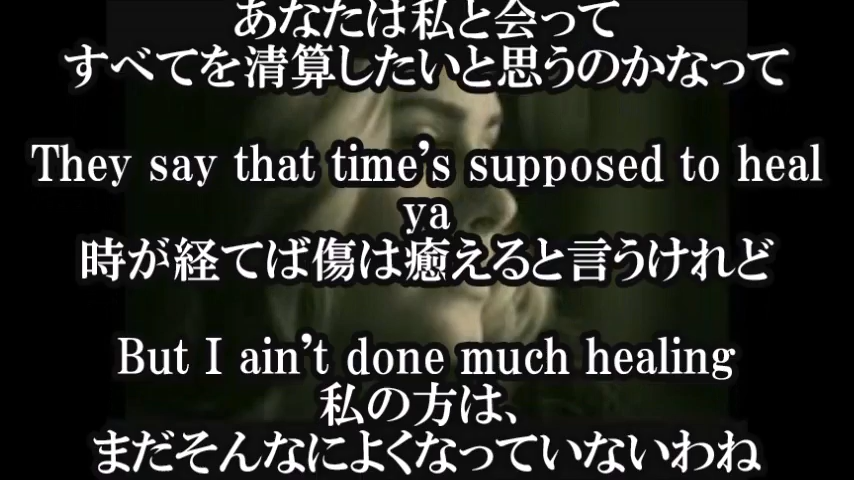 あなたは私と会って
すべてを清算したいと思うのかなって
They say that time's supposed to heal
ya
時が経てば傷は癒えると言うけれど
But I ain't done much healing
私の方は、
まだそんなによくなっていないわね